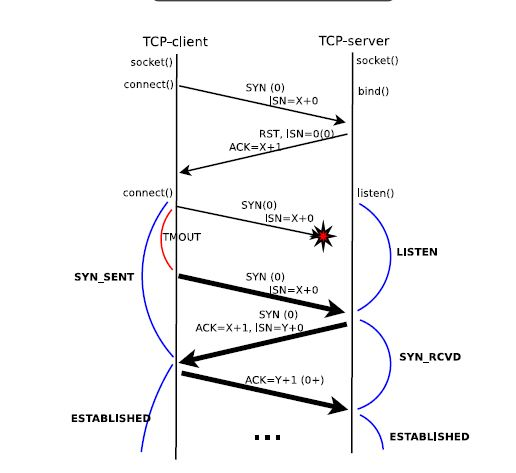 TCP-client TCP-server
socket() socket()
connect() SYN (0) bind()
ISN=X+0
RST, ISN=0(0)
ACK=X+1
connect() listen()
SYN(0)
ISN=X+0
TMOUT
LISTEN
SYN_SENT SYN (0)
ISN=X+0
SYN (0)
ACK=X+1, ISN=Y+0
SYN_RCVD
ACK=Y+1 (0+)
ESTABLISHED
ESTABLISHED
...